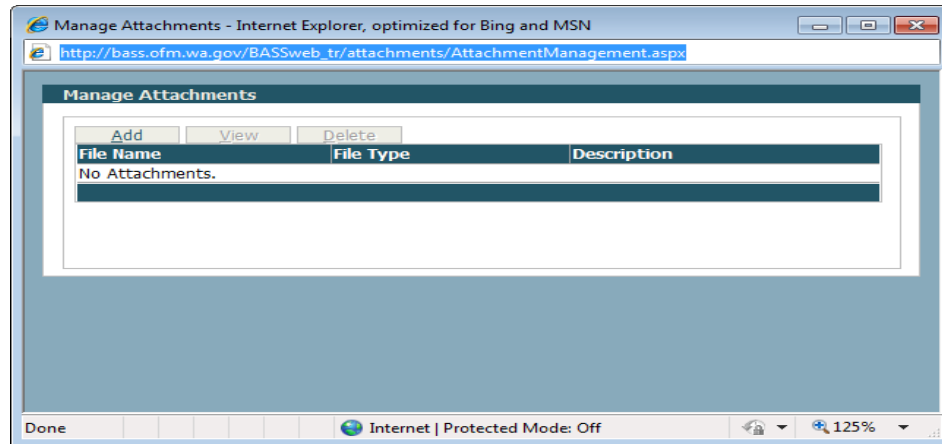 Manage Attachments - Internet Explorer, optimized for Bing and MSN
http://bass.ofm.wa.gov/BASSweb_tr/attachments/AttachmentManagement.aspx
Manage Attachments
Add View Delete
File Name File Type Description
No Attachments.
Done Internet | Protected Mode: Off 125%